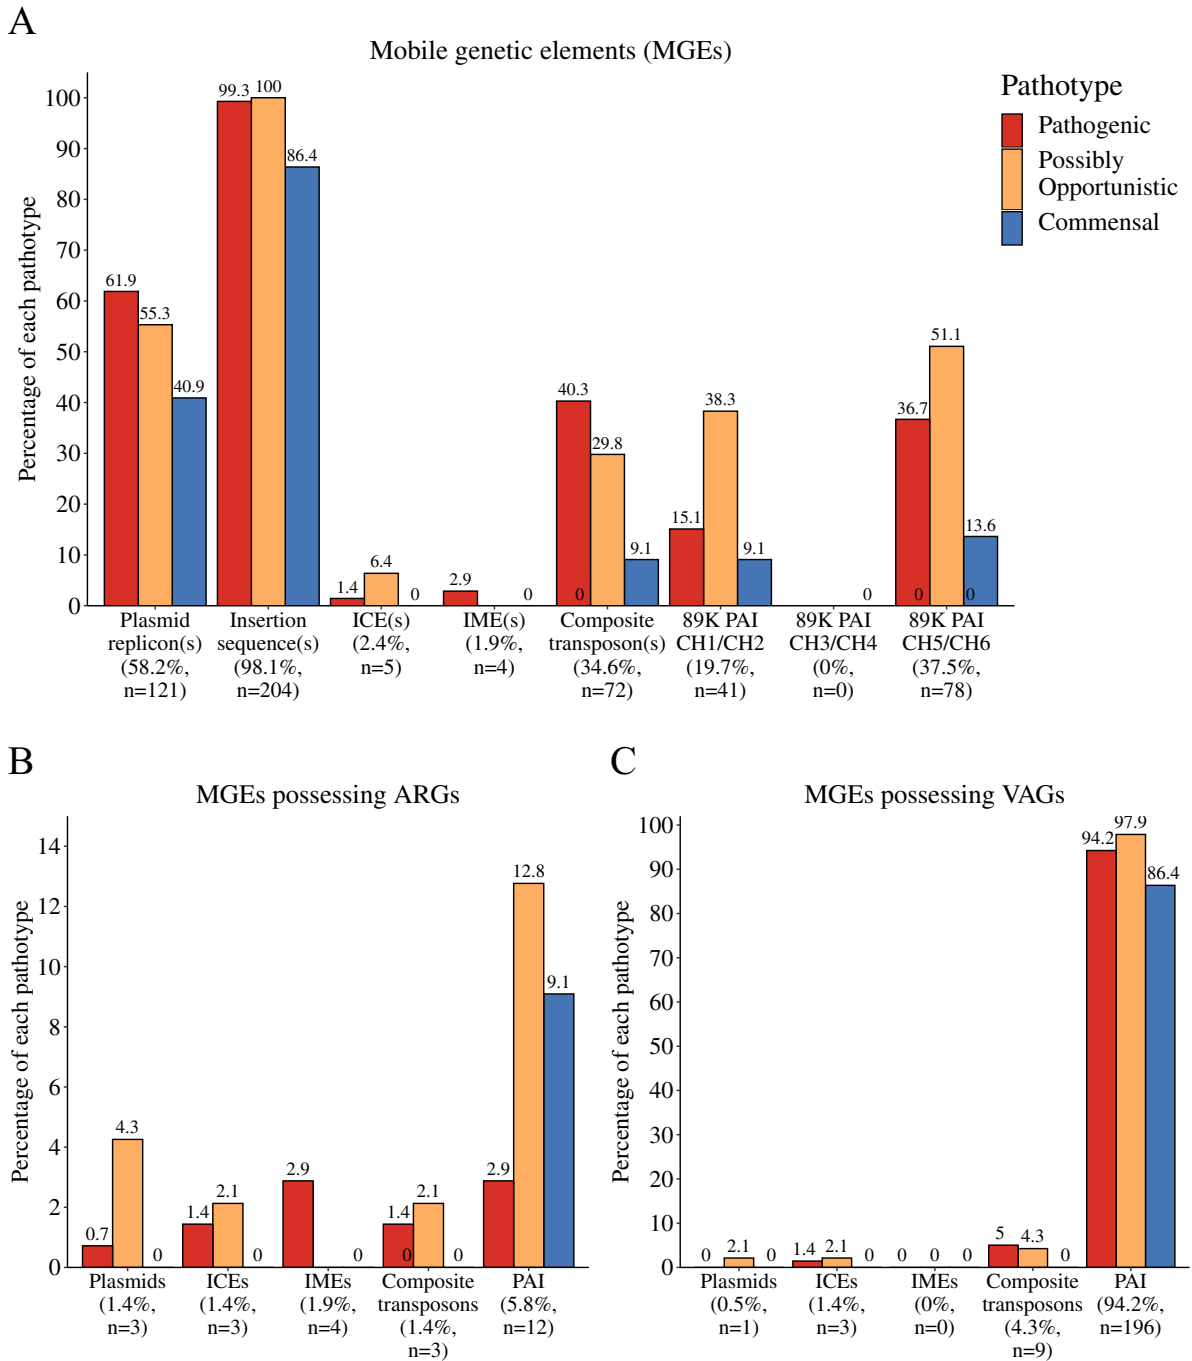 A
Mobile genetic elements (MGEs)
Percentage of each pathotype
100
90
80
70
60
50
40
30
20
10
0
61.9
55.3
40.9
99.3
100
86.4
1.4
6.4
0
2.9
0
40.3
29.8
9.1
0
15.1
38.3
9.1
0
36.7
51.1
13.6
0
0
Plasmid
replicon(s)
(58.2%,
n=121)
Insertion
sequence(s)
(98.1%,
n=204)
ICE(s)
(2.4%,
n=5)
IME(s)
(1.9%,
n=4)
Composite
transposon(s)
(34.6%,
n=72)
89K PAI
CH1/CH2
(19.7%,
n=41)
89K PAI
CH3/CH4
(0%,
n=0)
89K PAI
CH5/CH6
(37.5%,
n=78)
Pathotype
Pathogenic
Possibly
Opportunistic
Commensal
B
MGEs possessing ARGs
Percentage of each pathotype
14
12
10
8
6
4
2
0
0.7
4.3
0
1.4
2.1
0
2.9
0
1.4
2.1
0
0
2.9
12.8
9.1
Plasmids
(1.4%,
n=3)
ICEs
(1.4%,
n=3)
IMEs
(1.9%,
n=4)
Composite
transposons
(1.4%,
n=3)
PAI
(5.8%,
n=12)
C
MGEs possessing VAGs
Percentage of each pathotype
100
90
80
70
60
50
40
30
20
10
0
0
2.1
0
1.4
2.1
0
0
0
0
5
4.3
0
94.2
97.9
86.4
Plasmids
(0.5%,
n=1)
ICEs
(1.4%,
n=3)
IMEs
(0%,
n=0)
Composite
transposons
(4.3%,
n=9)
PAI
(94.2%,
n=196)